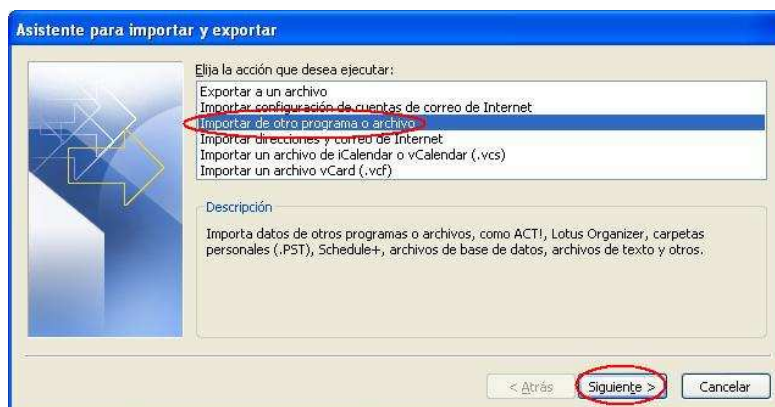 Asistente para importar y exportar
Elija la acción que desea ejecutar:
Exportar a un archivo
Importar configuración de cuentas de correo de Internet
Importar de otro programa o archivo
Importar direcciones y correo de Internet
Importar un archivo de iCalendar o vCalendar (.vcs)
Importar un archivo vCard (.vcf)
Descripción
Importa datos de otros programas o archivos, como ACT!, Lotus Organizer, carpetas
personales (.PST), Schedule+, archivos de base de datos, archivos de texto y otros.
< Atrás Siguiente > Cancelar